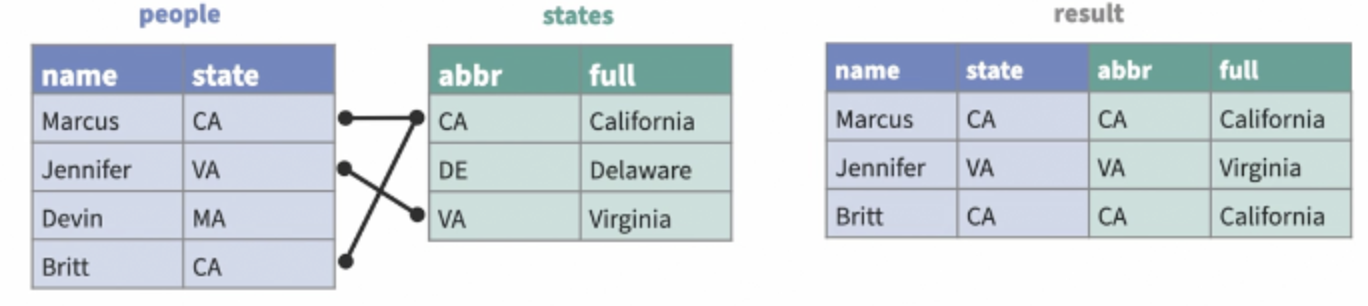 people states result
name state abbr full name state abbr full
Marcus CA CA California Marcus CA CA California
Jennifer VA DE Delaware Jennifer VA VA Virginia
Devin MA VA Virginia Britt CA CA California
Britt CA